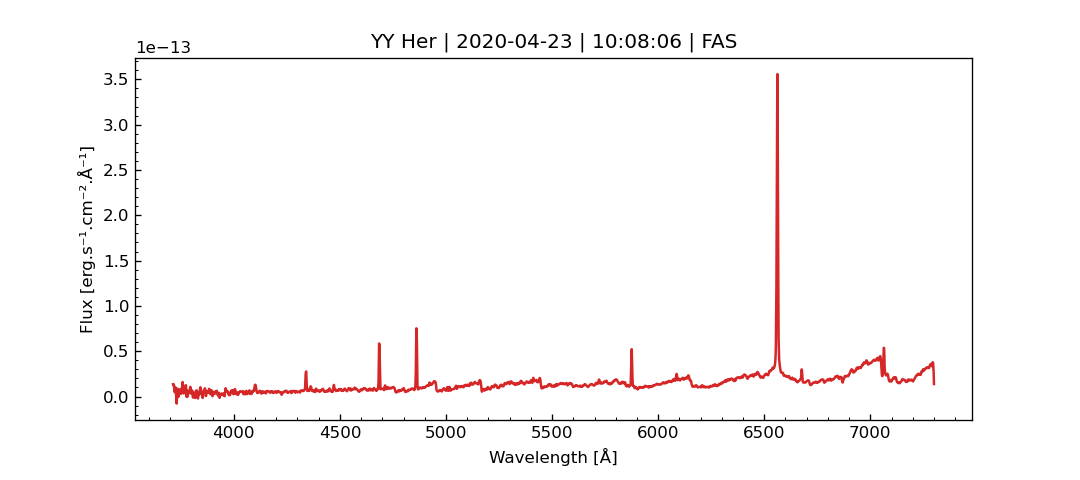 YY Her | 2020-04-23 | 10:08:06 | FAS
1e−13
3.5
3.0
2.5
2.0
1.5
1.0
0.5
0.0
Flux [erg.s⁻¹.cm⁻².Å⁻¹]
4000 4500 5000 5500 6000 6500 7000
Wavelength [Å]